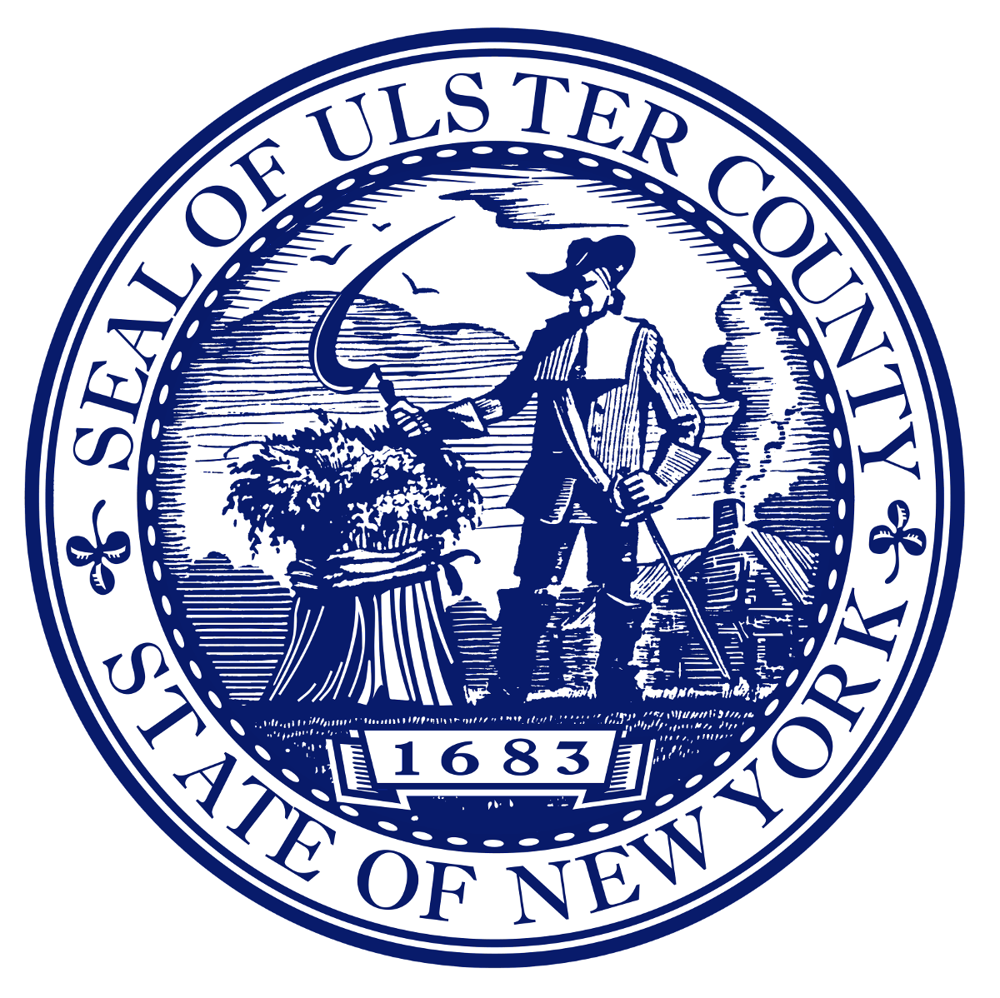 SEAL OF ULSTER COUNTY
STATE OF NEW YORK
1683